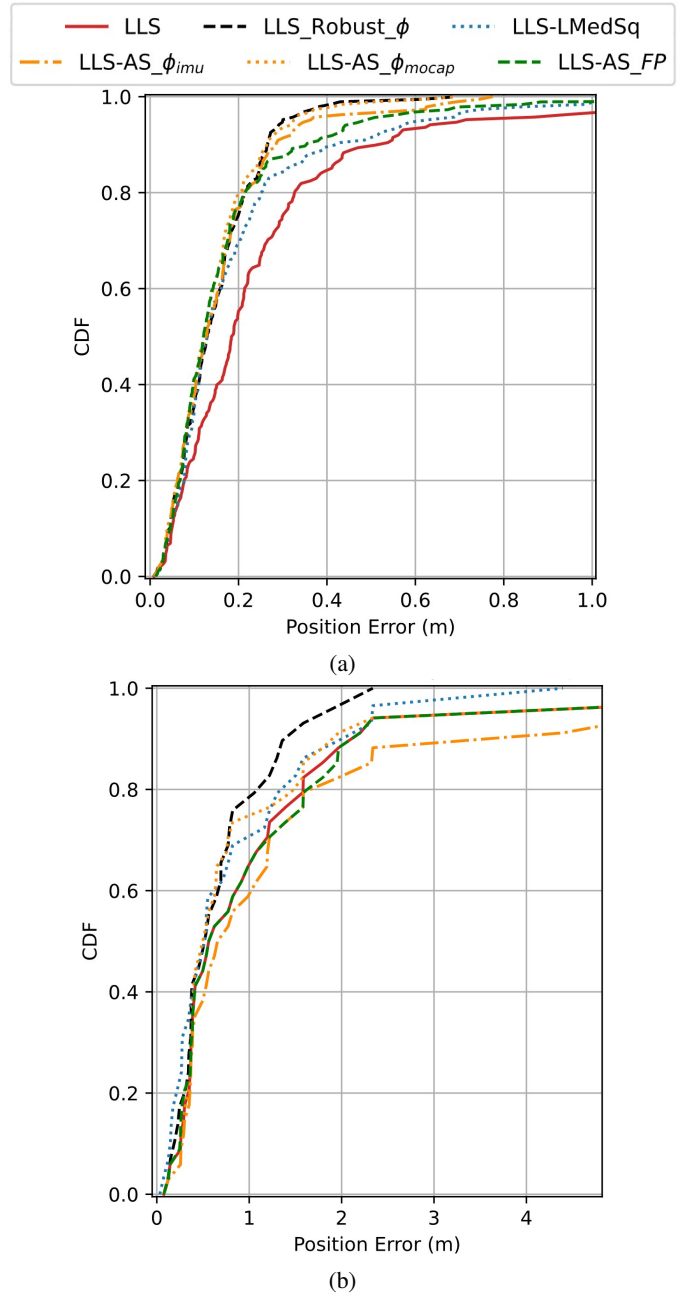 LLS LLS_Robust_ϕ LLS-LMedSq
LLS-AS_ϕ_imu LLS-AS_ϕ_mocap LLS-AS_FP
1.0
0.8
0.6
0.4
0.2
0.0
CDF
0.0 0.2 0.4 0.6 0.8 1.0
Position Error (m)
(a)
1.0
0.8
0.6
0.4
0.2
0.0
CDF
0 1 2 3 4
Position Error (m)
(b)